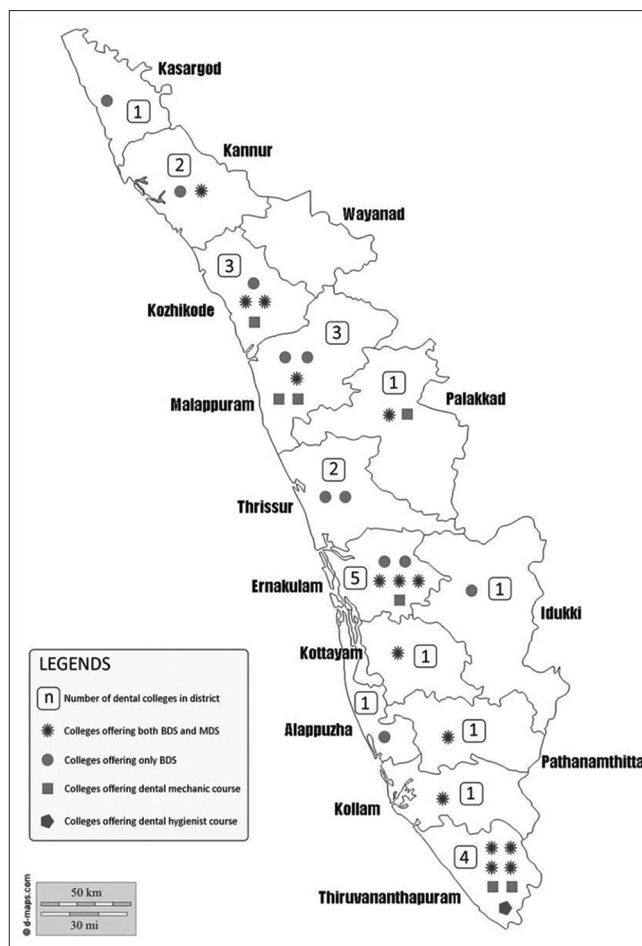 Kasargod
1
2
Kannur
Wayanad
3
Kozhikode
3
Malappuram
1
Palakkad
2
Thrissur
5
Ernakulam
1
Idukki
Kottayam
1
1
Alappuzha
1
Pathanamthitta
1
Kollam
4
Thiruvananthapuram
LEGENDS
n Number of dental colleges in district
Colleges offering both BDS and MDS
Colleges offering only BDS
Colleges offering dental mechanic course
Colleges offering dental hygienist course
50 km
30 mi
© d-maps.com